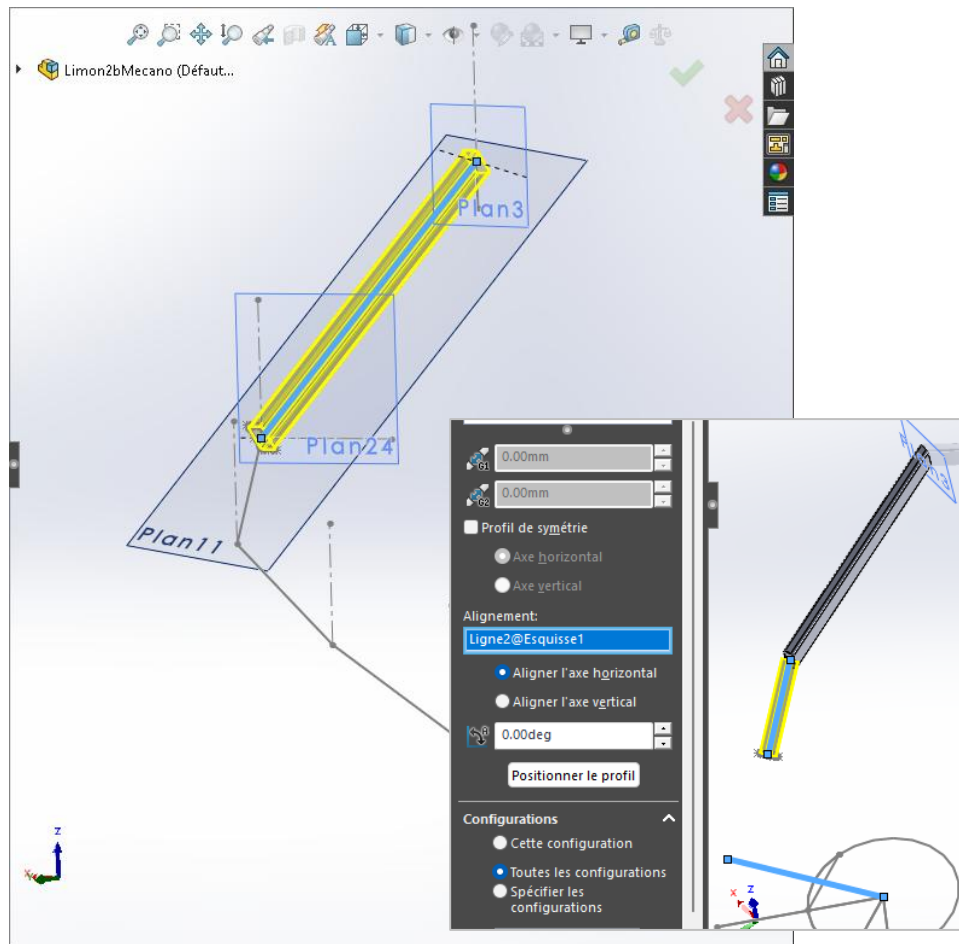 Limon2bMecano (Défaut...
Plan3
Plan24
Plan11
z
G1
0.00mm
G2
0.00mm
Profil de symétrie
Axe horizontal
Axe vertical
Alignement:
Ligne2@Esquisse1
Aligner l'axe horizontal
Aligner l'axe vertical
0.00deg
Positionner le profil
Configurations
Cette configuration
Toutes les configurations
Spécifier les
configurations
x z